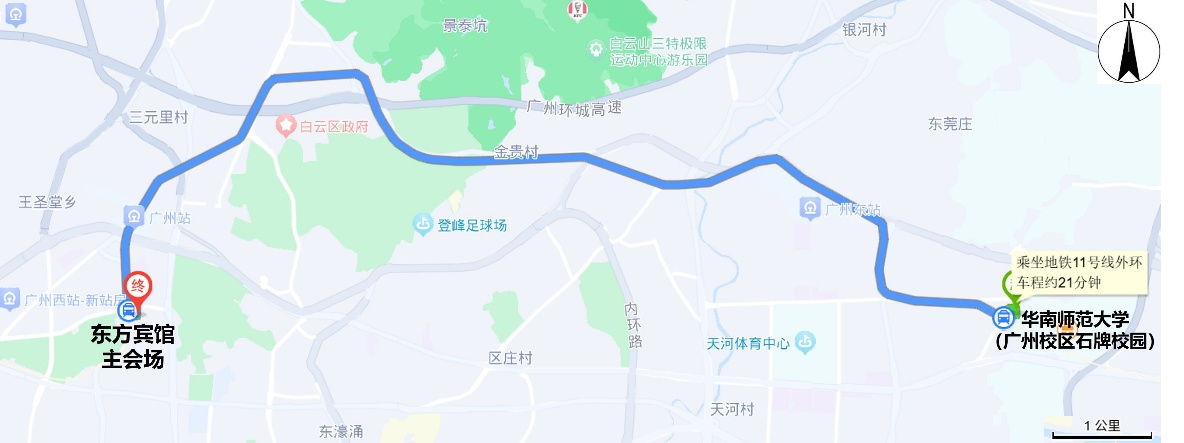 景泰坑
白云山三特极限
运动中心游乐园
银河村
N
广州环城高速
三元里村
白云区政府
东莞庄
金贵村
王圣堂乡
广州站
登峰足球场
广州东站
乘坐地铁11号线外环
车程约21分钟
终
广州西站-新站房
东方宾馆
主会场
内环路
华南师范大学
(广州校区石牌校园)
天河体育中心
区庄村
天河村
东濠涌
1 公里